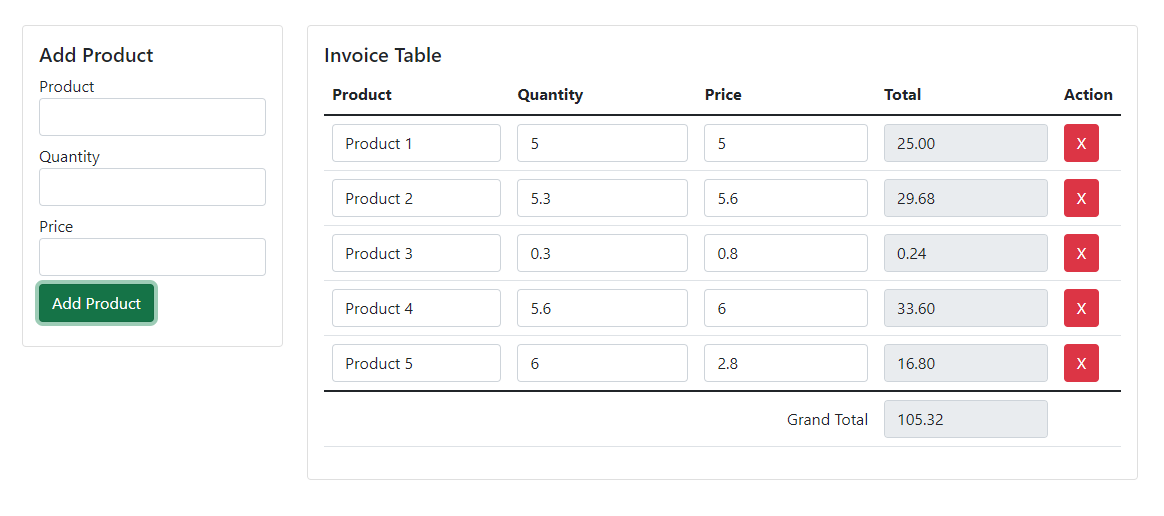 Add Product
Product
Quantity
Price
Add Product
Invoice Table
Product Quantity Price Total Action
Product 1 5 5 25.00 X
Product 2 5.3 5.6 29.68 X
Product 3 0.3 0.8 0.24 X
Product 4 5.6 6 33.60 X
Product 5 6 2.8 16.80 X
Grand Total 105.32